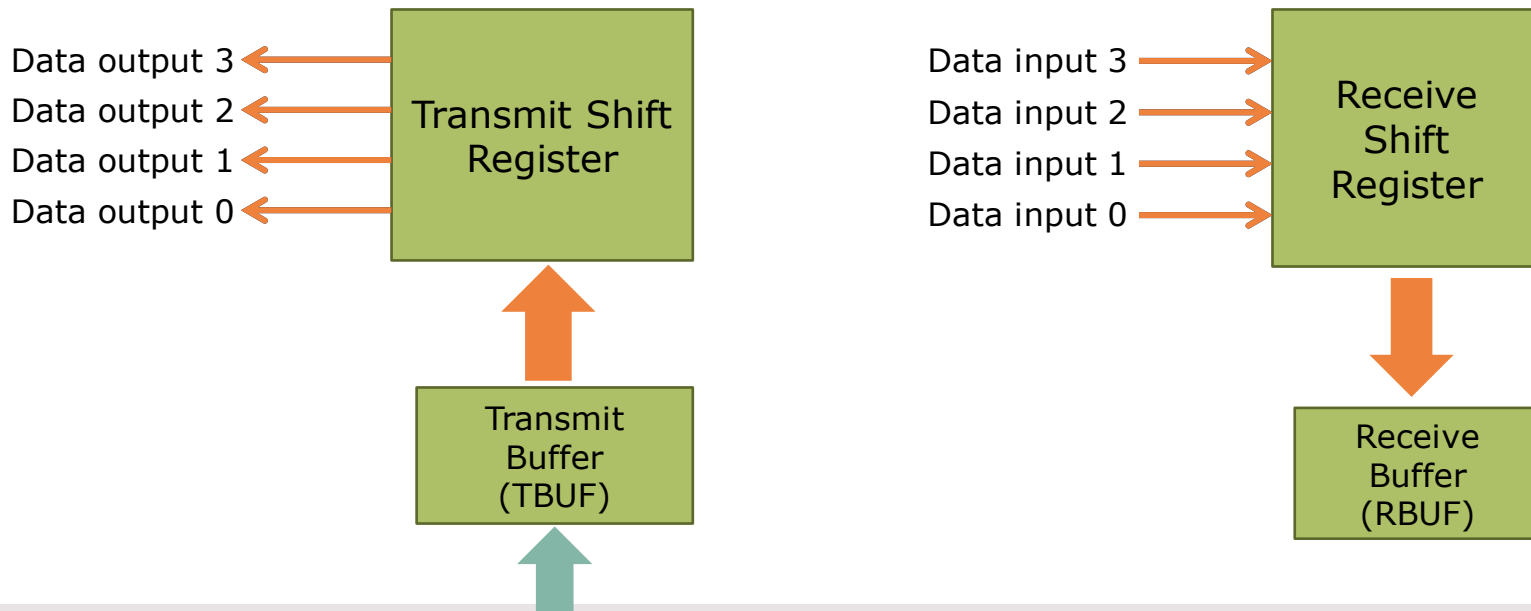 Data output 3
Data output 2
Data output 1
Data output 0
Transmit Shift
Register
Transmit
Buffer
(TBUF)
Data input 3
Data input 2
Data input 1
Data input 0
Receive
Shift
Register
Receive
Buffer
(RBUF)